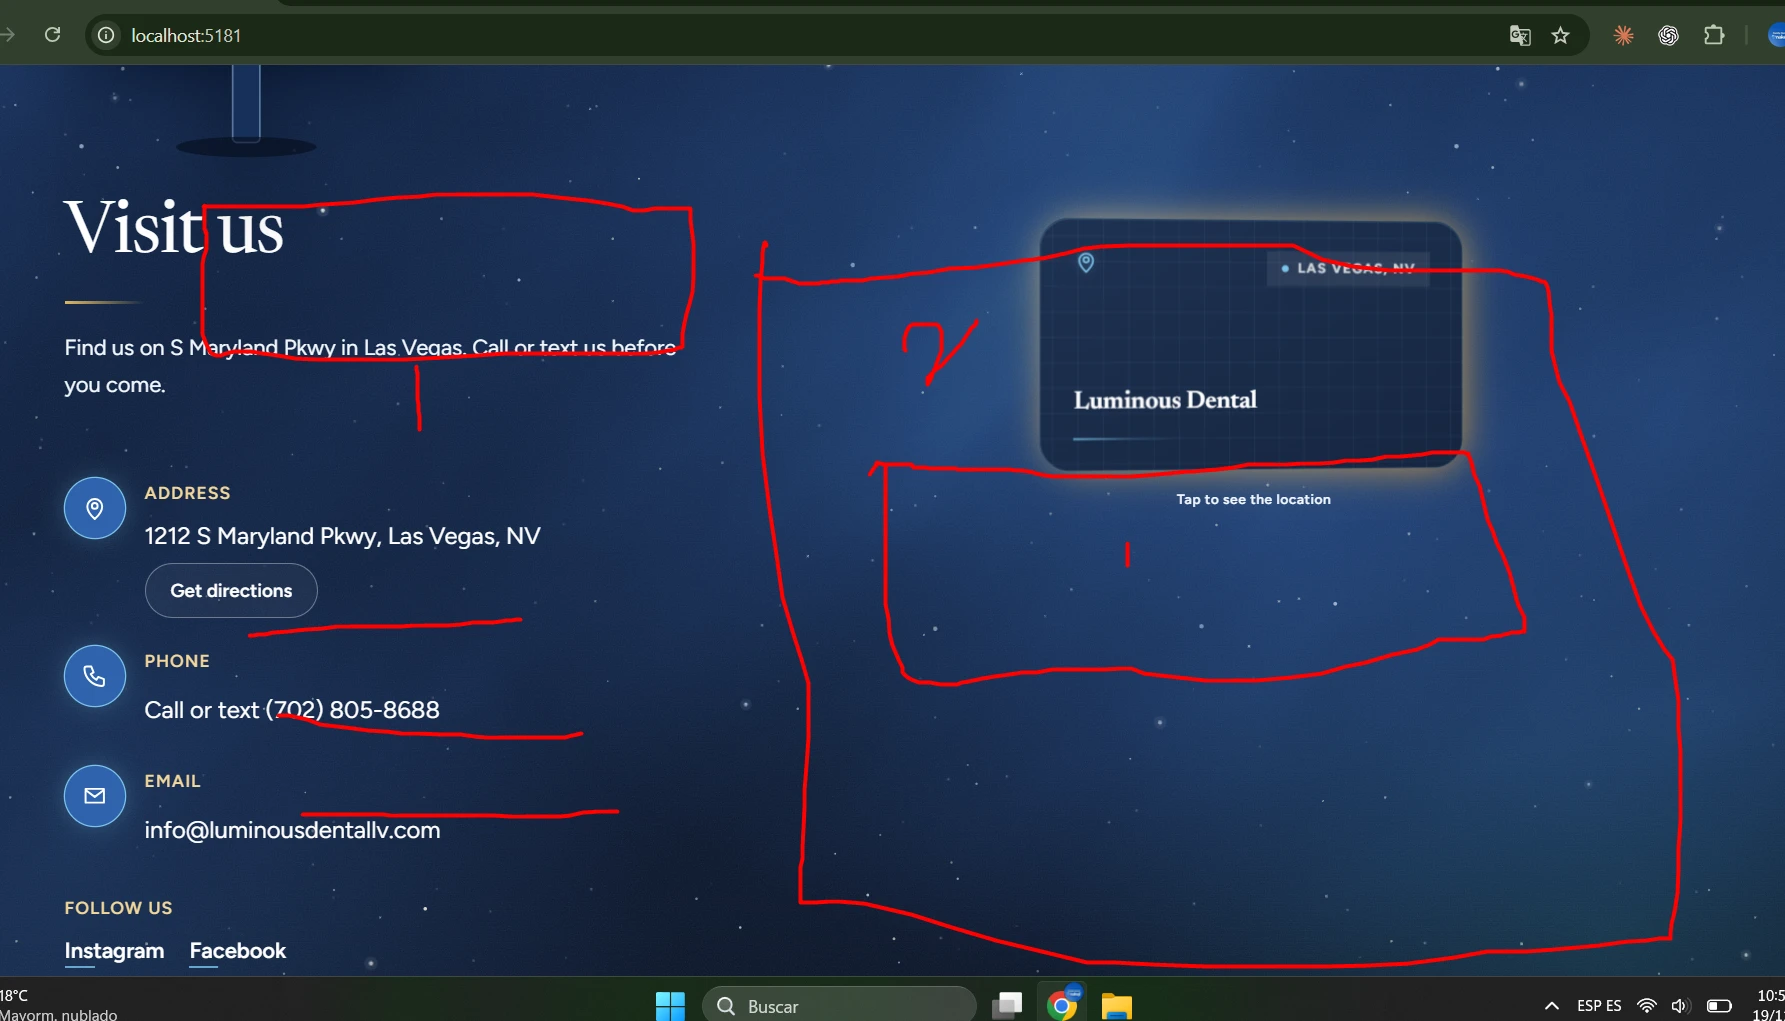 localhost:5181
Visit us
Find us on S Maryland Pkwy in Las Vegas. Call or text us before
you come.
1
ADDRESS
1212 S Maryland Pkwy, Las Vegas, NV
Get directions
PHONE
Call or text (702) 805-8688
EMAIL
info@luminousdentallv.com
FOLLOW US
Instagram Facebook
2
LAS VEGAS, NV
Luminous Dental
Tap to see the location
1
18°C
Mayorm. nublado
Buscar
ESP ES